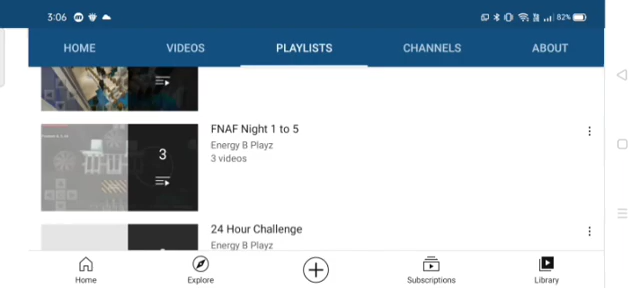 3:06
82%
HOME VIDEOS PLAYLISTS CHANNELS ABOUT
FNAF Night 1 to 5
Energy B Playz
3 videos
3
24 Hour Challenge
Energy B Playz
Home Explore Subscriptions Library